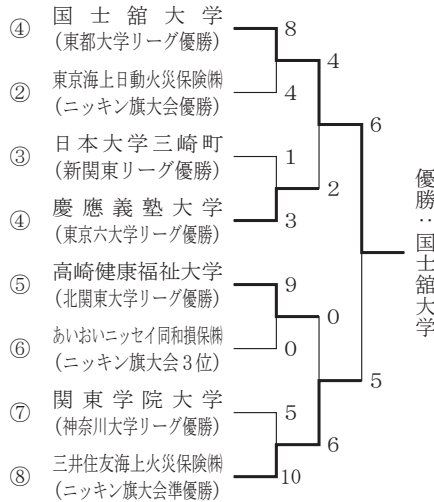 ④ 国士舘大学 8
(東都大学リーグ優勝)
4
② 東京海上日動火災保険㈱ 4
(ニッキン旗大会優勝)
6
③ 日本大学三崎町 1
(新関東リーグ優勝)
2
④ 慶應義塾大学 3
(東京六大学リーグ優勝)
優勝：国士舘大学
⑤ 高崎健康福祉大学 9
(北関東大学リーグ優勝)
0
⑥ あいおいニッセイ同和損保㈱ 0
(ニッキン旗大会３位)
5
⑦ 関東学院大学 5
(神奈川大学リーグ優勝)
6
⑧ 三井住友海上火災保険㈱ 10
(ニッキン旗大会準優勝)